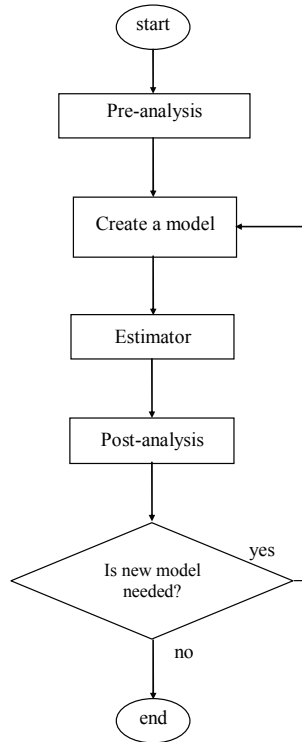 start
Pre-analysis
Create a model
Estimator
Post-analysis
yes
Is new model
needed?
no
end